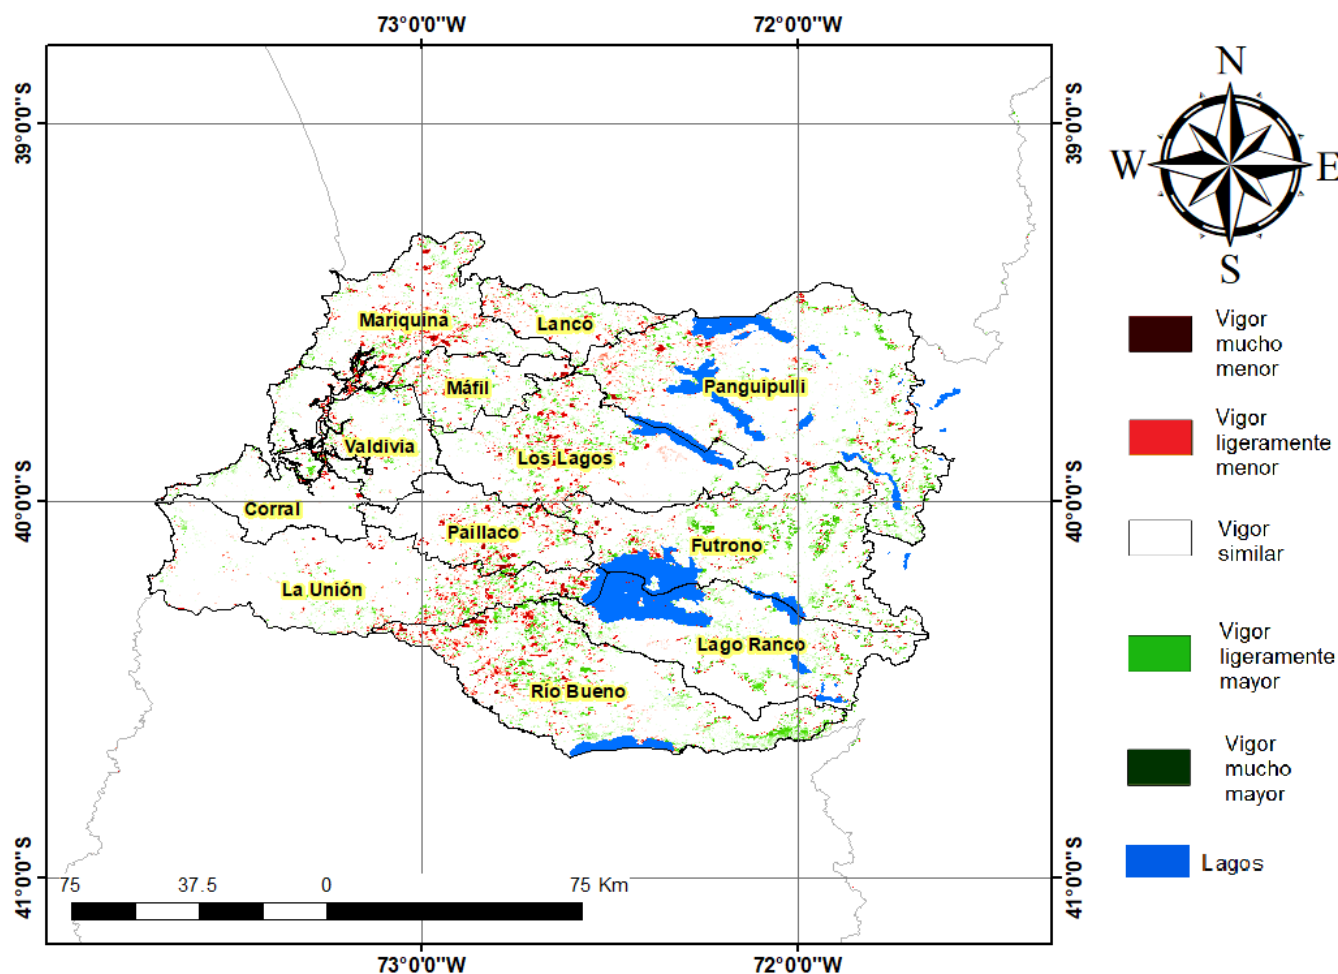 73°0'0"W
72°0'0"W
39°0'0"S
39°0'0"S
N
W
E
S
Vigor
mucho
menor
Mariquina
Lanco
Máfil
Panguipulli
Vigor
ligeramente
menor
Valdivia
Los Lagos
40°0'0"S
40°0'0"S
Corral
Paillaco
Futrono
Vigor
similar
La Unión
Lago Ranco
Vigor
ligeramente
mayor
Río Bueno
Vigor
mucho
mayor
Lagos
41°0'0"S
41°0'0"S
75
37.5
0
75 Km
73°0'0"W
72°0'0"W